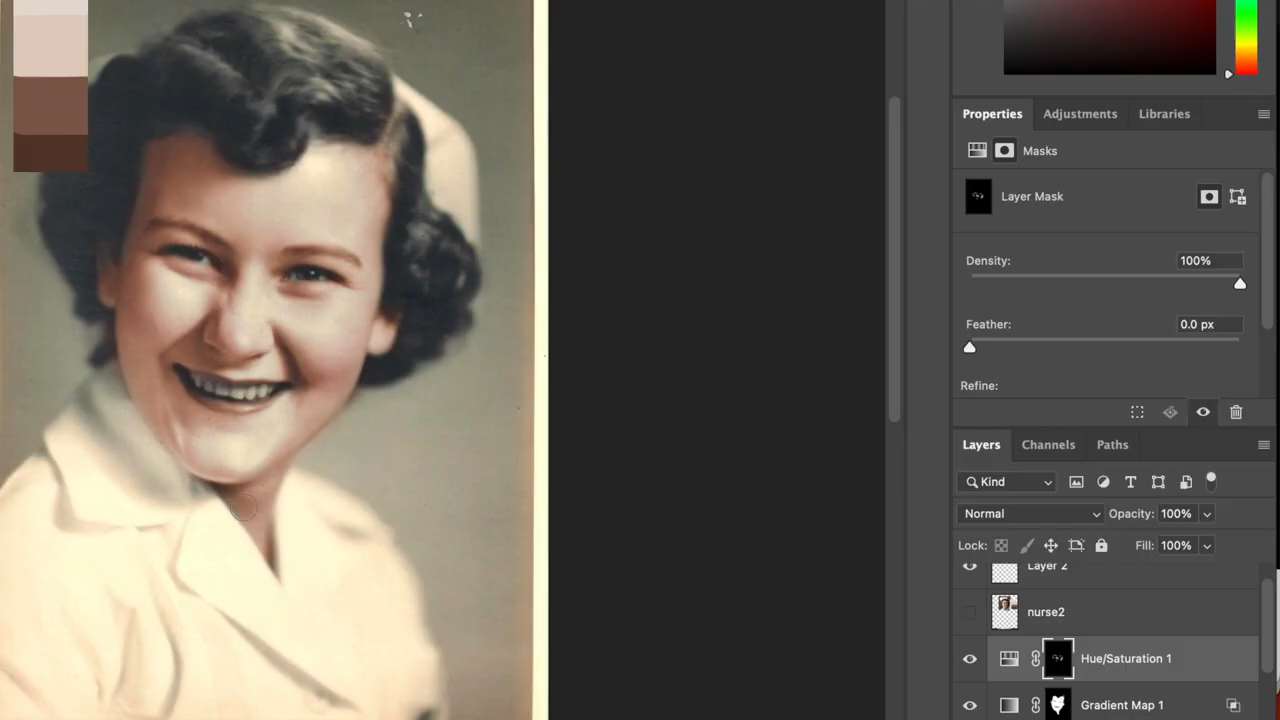 Properties Adjustments Libraries
Masks
Layer Mask
Density: 100%
Feather: 0.0 px
Refine:
Layers Channels Paths
Kind
Normal Opacity: 100%
Lock: Fill: 100%
Layer 2
nurse2
Hue/Saturation 1
Gradient Map 1